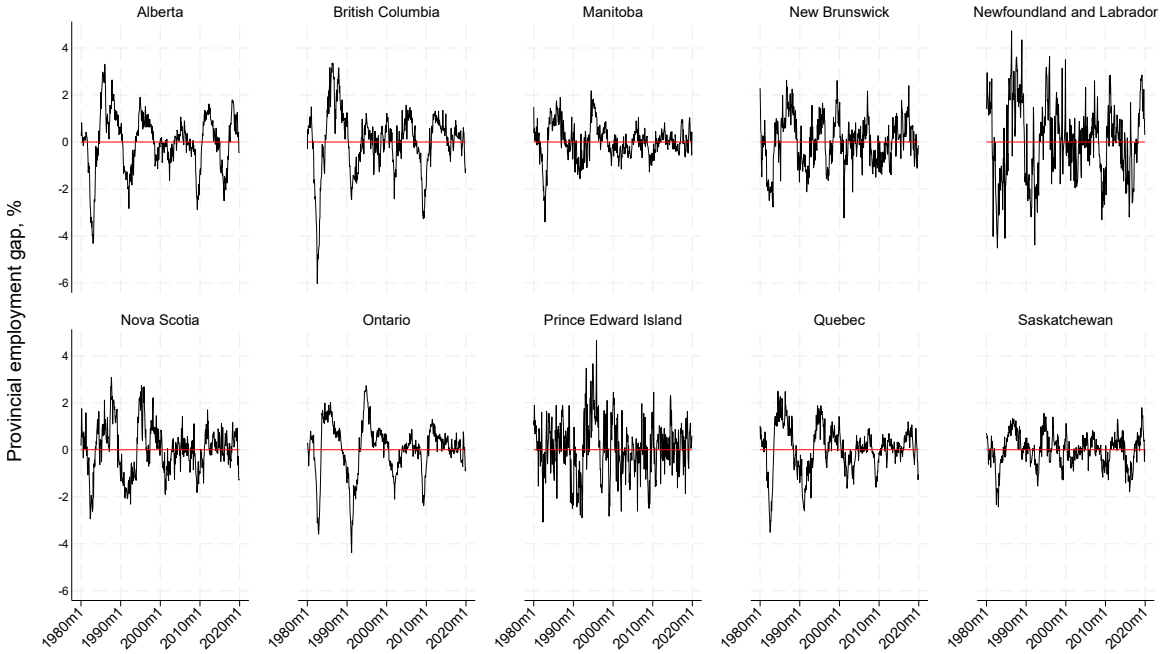 Alberta
British Columbia
Manitoba
New Brunswick
Newfoundland and Labrador
4
2
0
-2
-4
-6
Provincial employment gap, %
Nova Scotia
Ontario
Prince Edward Island
Quebec
Saskatchewan
4
2
0
-2
-4
-6
1980m1
1990m1
2000m1
2010m1
2020m1
1980m1
1990m1
2000m1
2010m1
2020m1
1980m1
1990m1
2000m1
2010m1
2020m1
1980m1
1990m1
2000m1
2010m1
2020m1
1980m1
1990m1
2000m1
2010m1
2020m1